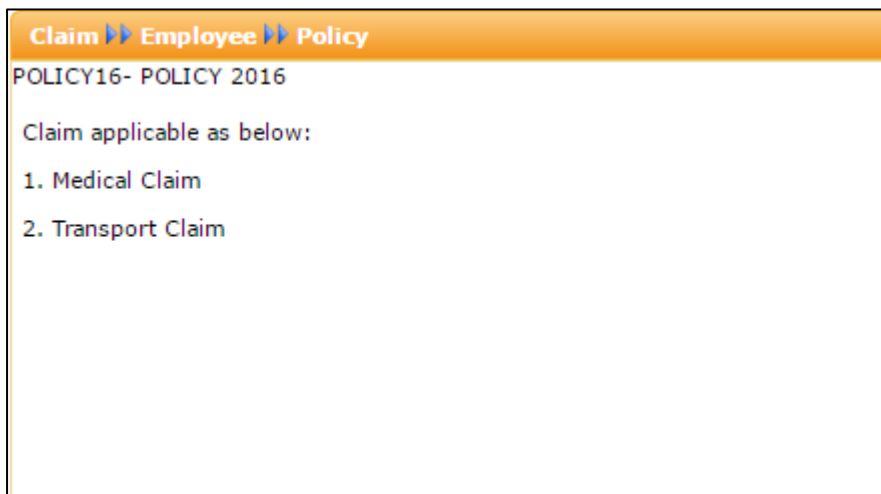 Claim Employee Policy
POLICY16- POLICY 2016
Claim applicable as below:
1. Medical Claim
2. Transport Claim